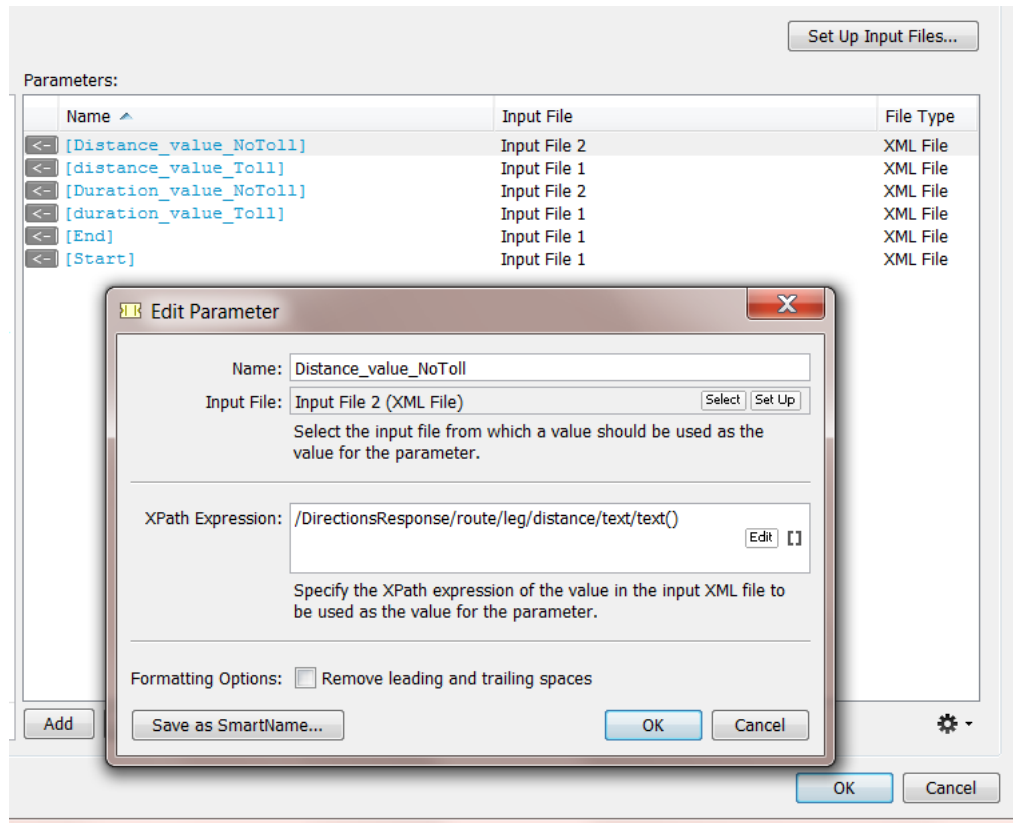 Set Up Input Files...
Parameters:
Name Input File File Type
<- [Distance_value_NoToll] Input File 2 XML File
<- [distance_value_Toll] Input File 1 XML File
<- [Duration_value_NoToll] Input File 2 XML File
<- [duration_value_Toll] Input File 1 XML File
<- [End] Input File 1 XML File
<- [Start] Input File 1 XML File
Edit Parameter X
Name: Distance_value_NoToll
Input File: Input File 2 (XML File) Select Set Up
Select the input file from which a value should be used as the
value for the parameter.
XPath Expression: /DirectionsResponse/route/leg/distance/text/text()
Edit []
Specify the XPath expression of the value in the input XML file to
be used as the value for the parameter.
Formatting Options: Remove leading and trailing spaces
Add Save as SmartName... OK Cancel
OK Cancel